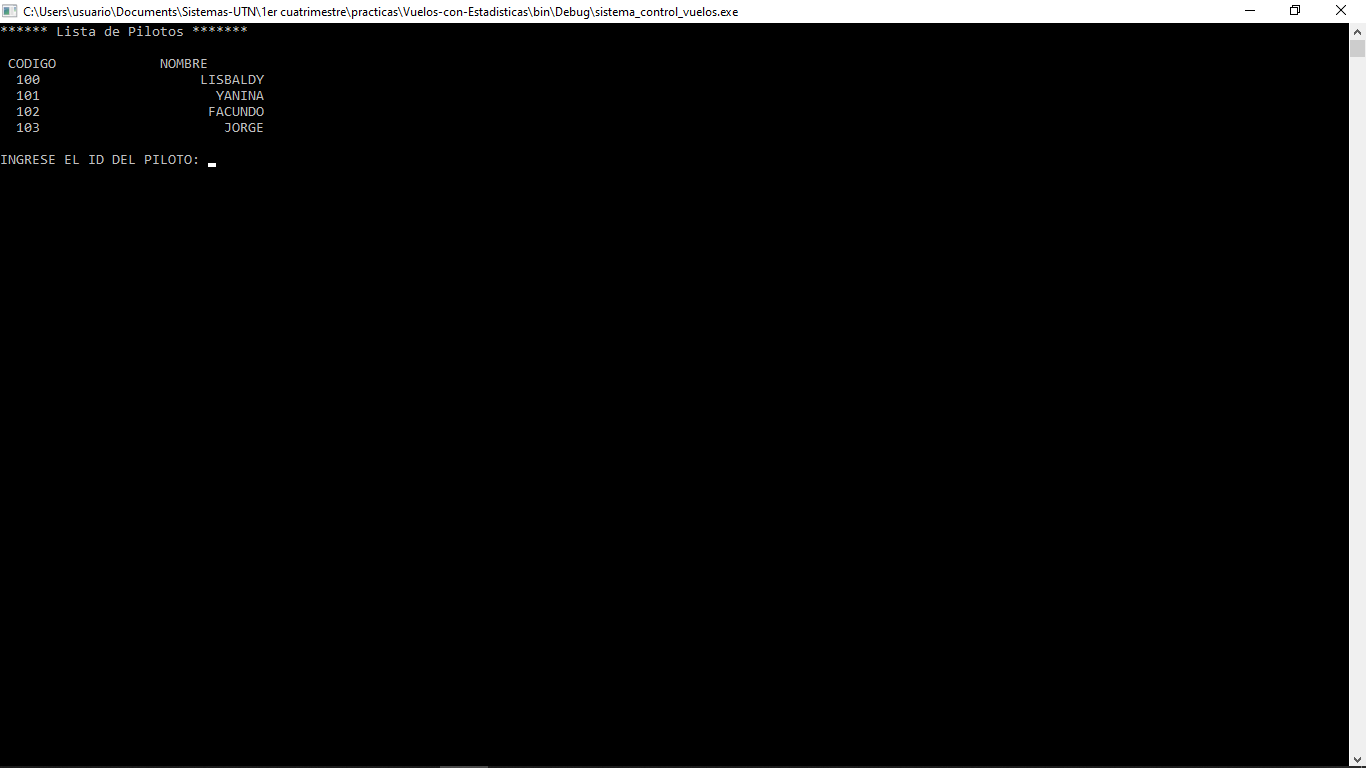 C:\Users\usuario\Documents\Sistemas-UTN\1er cuatrimestre\practicas\Vuelos-con-Estadisticas\bin\Debug\sistema_control_vuelos.exe
****** Lista de Pilotos *******
CODIGO NOMBRE
100 LISBALDY
101 YANINA
102 FACUNDO
103 JORGE
INGRESE EL ID DEL PILOTO: